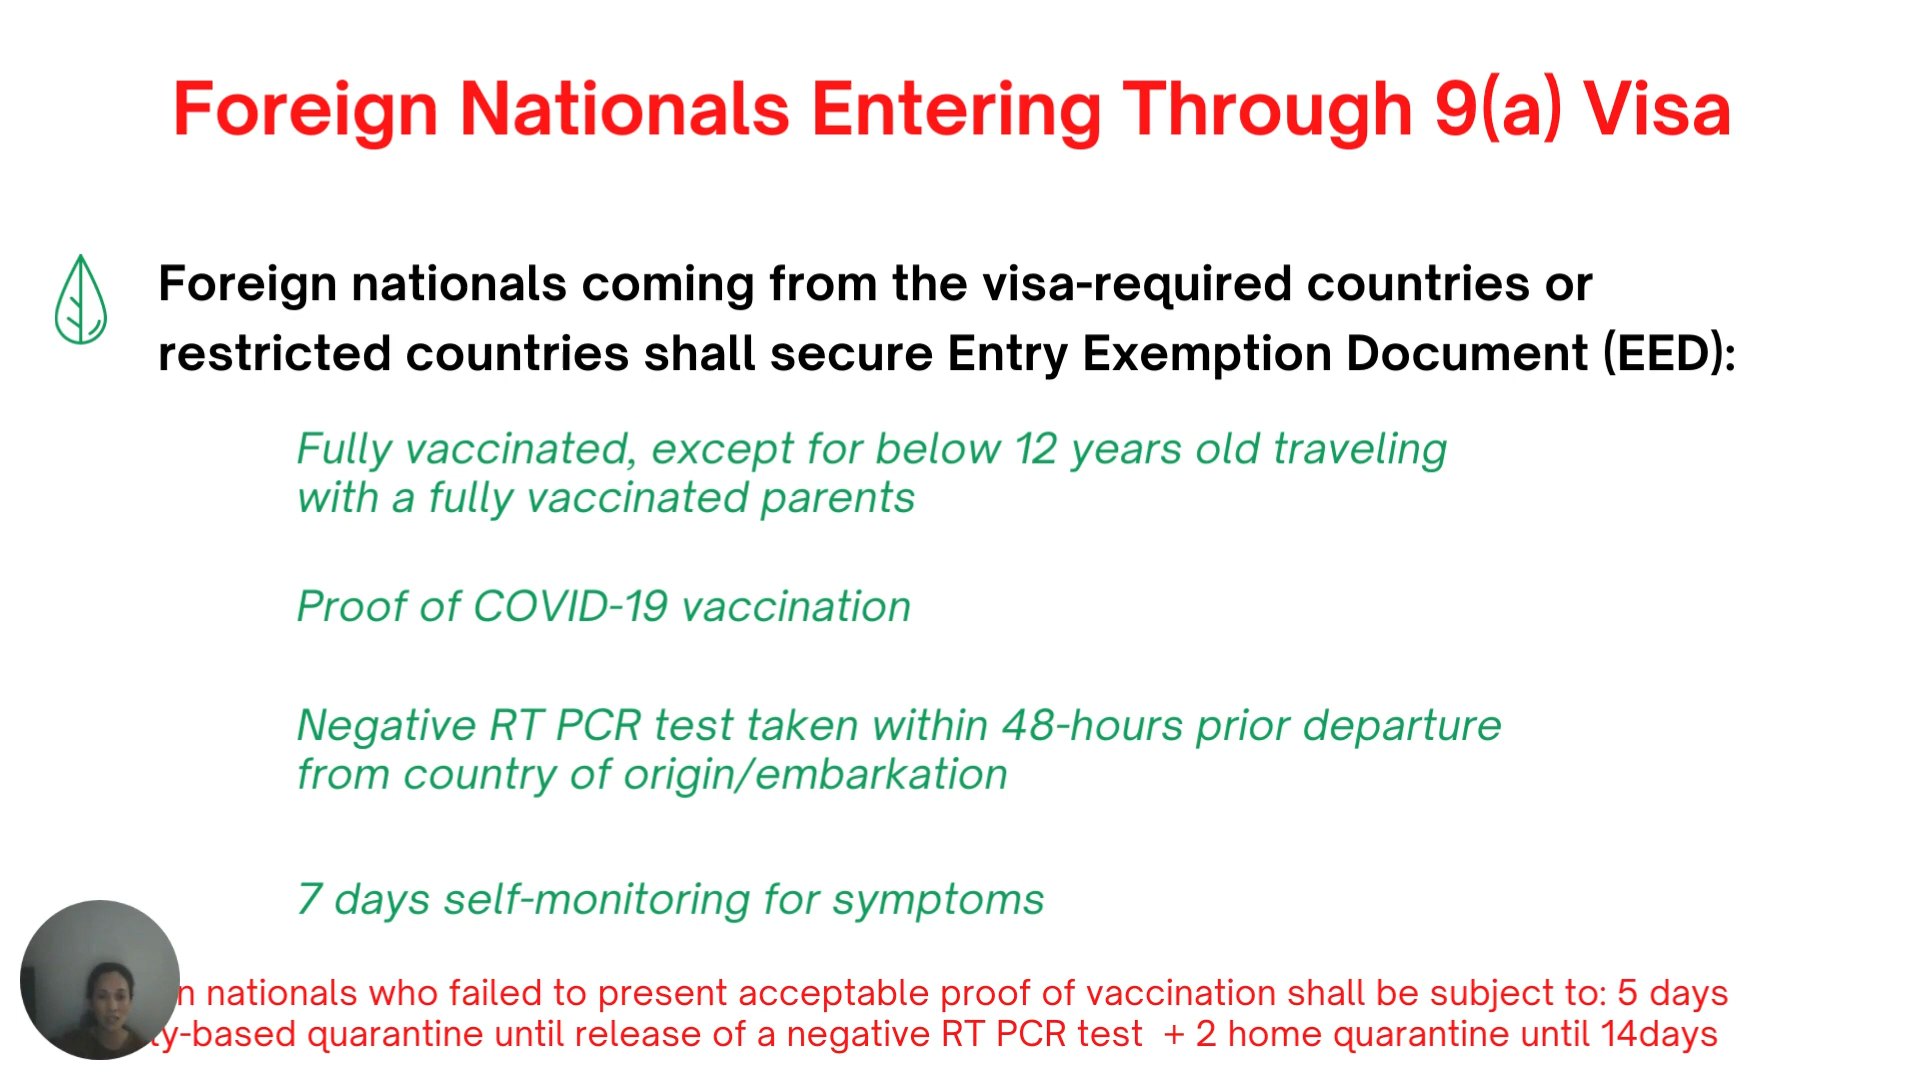 Foreign Nationals Entering Through 9(a) Visa
Foreign nationals coming from the visa-required countries or
restricted countries shall secure Entry Exemption Document (EED):
Fully vaccinated, except for below 12 years old traveling
with a fully vaccinated parents
Proof of COVID-19 vaccination
Negative RT PCR test taken within 48-hours prior departure
from country of origin/embarkation
7 days self-monitoring for symptoms
nationals who failed to present acceptable proof of vaccination shall be subject to: 5 days
quarantine until release of a negative RT PCR test + 2 home quarantine until 14days